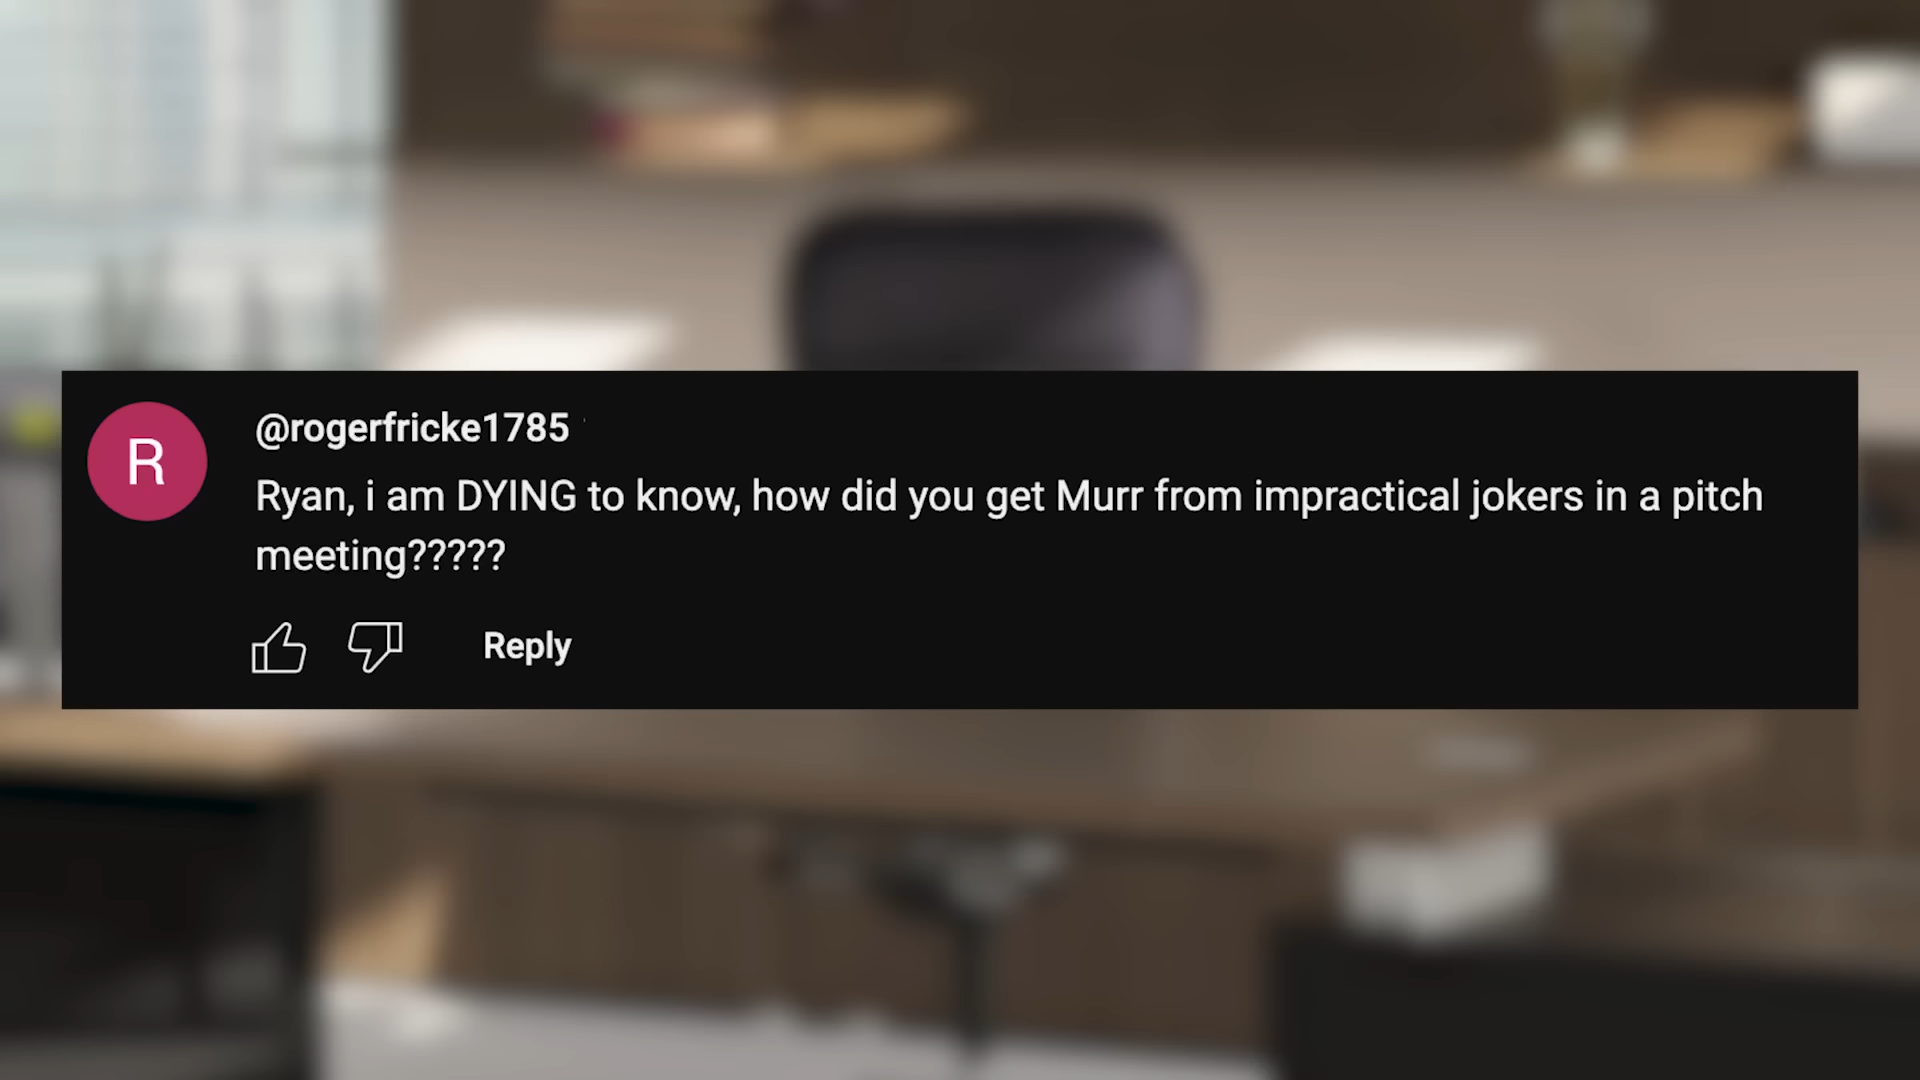 R
@rogerfricke1785
Ryan, i am DYING to know, how did you get Murr from impractical jokers in a pitch
meeting?????
Reply